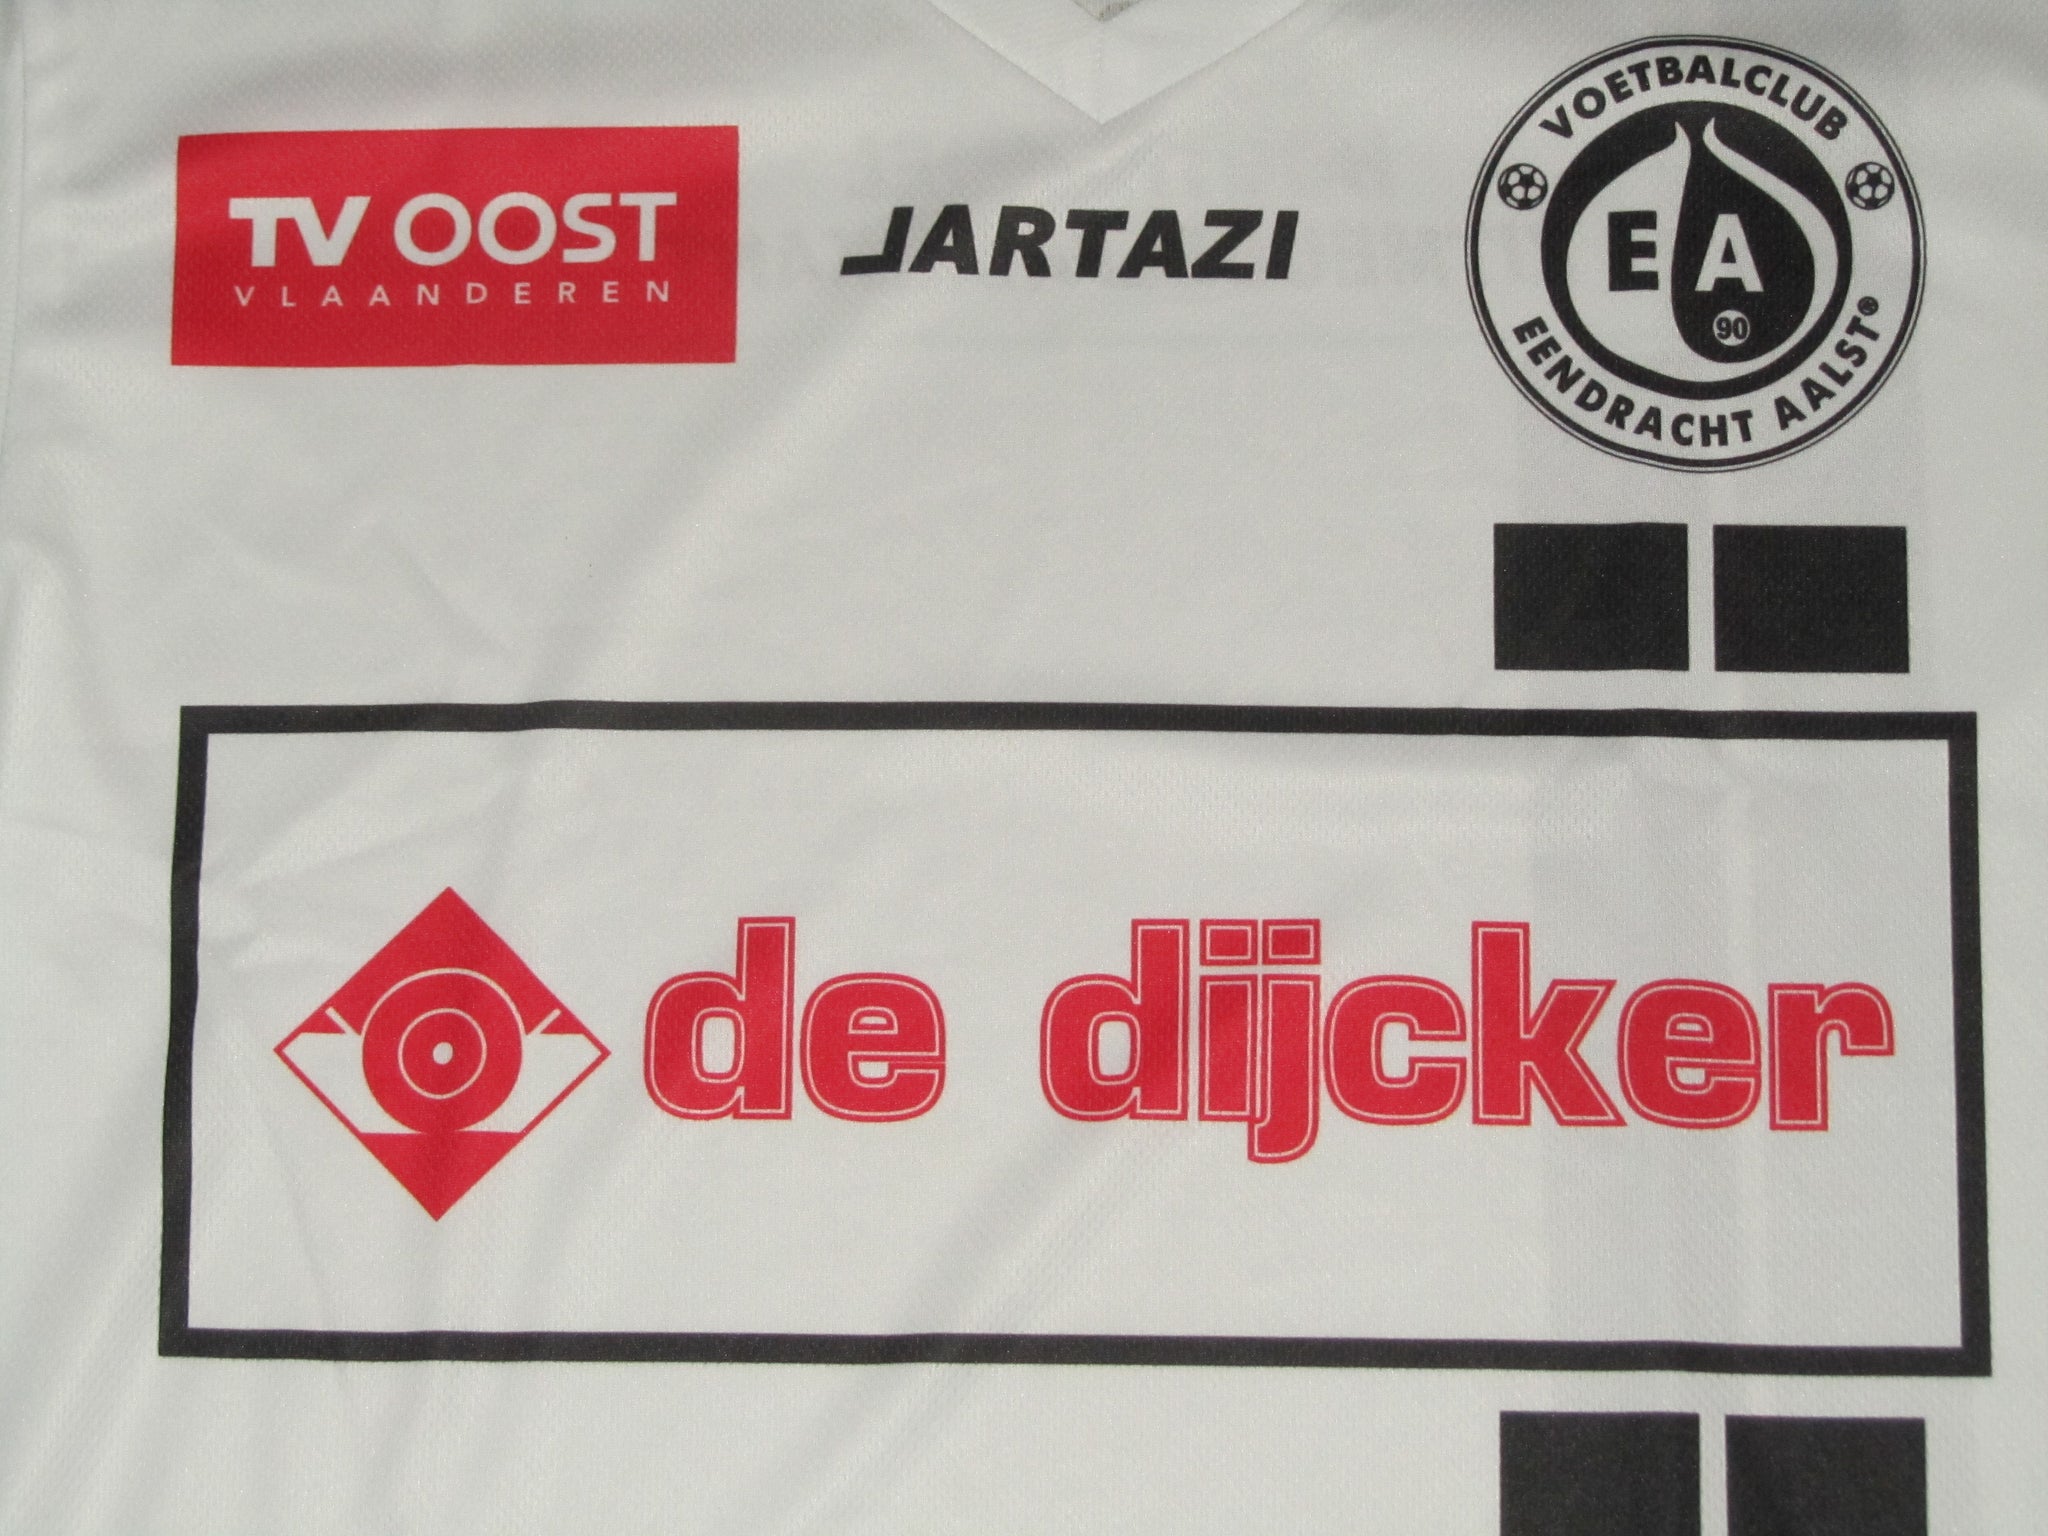 TV OOST
VLAANDEREN
JARTAZI
VOETBALCLUB
EA
90
EENDRACHT AALST®
de dijcker